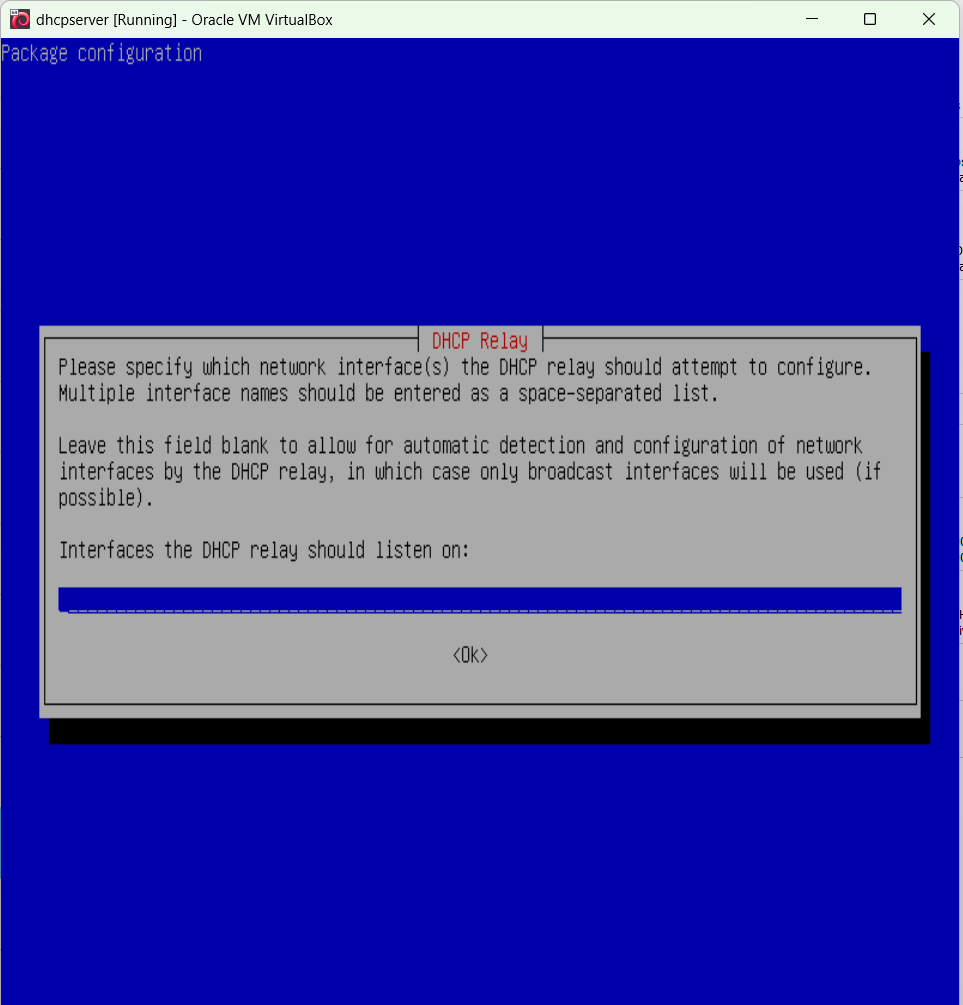 dhcpserver [Running] - Oracle VM VirtualBox
Package configuration
DHCP Relay
Please specify which network interface(s) the DHCP relay should attempt to configure.
Multiple interface names should be entered as a space-separated list.
Leave this field blank to allow for automatic detection and configuration of network
interfaces by the DHCP relay, in which case only broadcast interfaces will be used (if
possible).
Interfaces the DHCP relay should listen on:
<Ok>